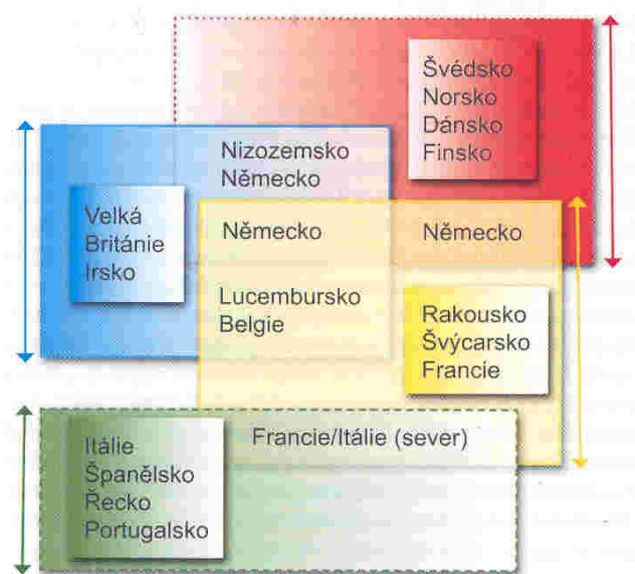 Švédsko
Norsko
Dánsko
Finsko
Nizozemsko
Německo
Velká
Británie
Irsko
Německo
Německo
Lucembursko
Belgie
Rakousko
Švýcarsko
Francie
Francie/Itálie (sever)
Itálie
Španělsko
Řecko
Portugalsko